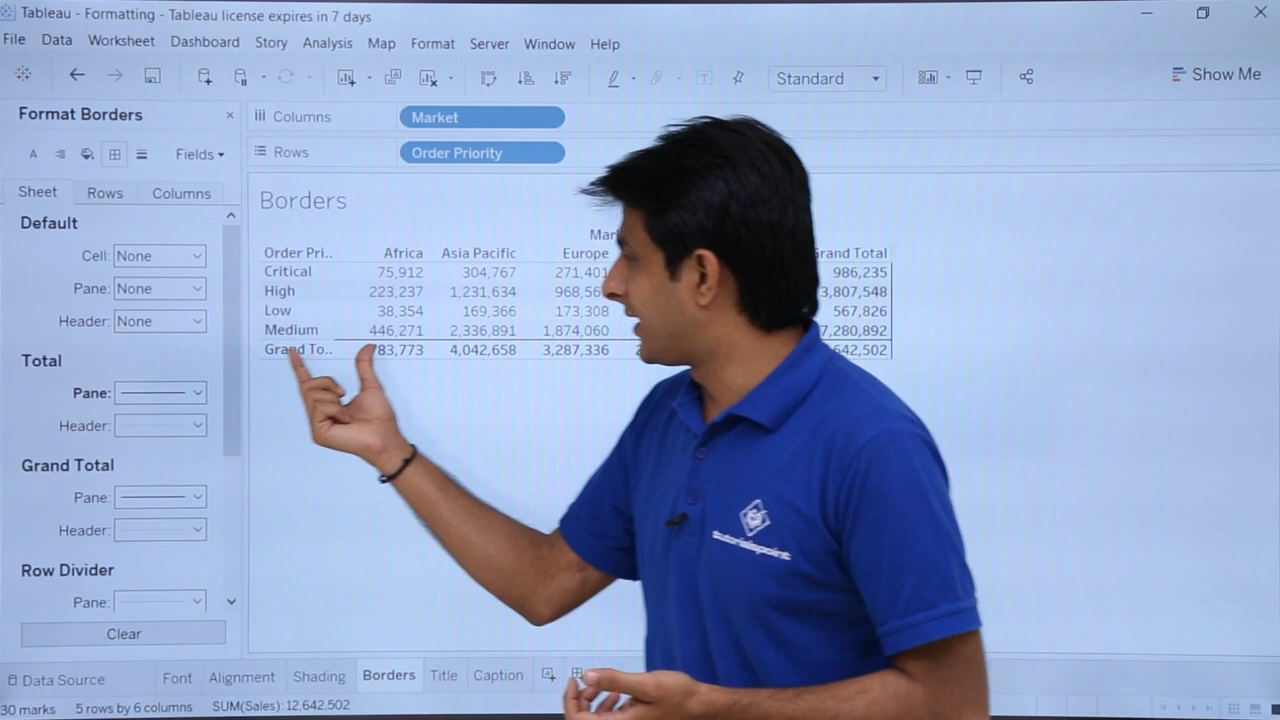 Tableau - Formatting - Tableau license expires in 7 days
File Data Worksheet Dashboard Story Analysis Map Format Server Window Help
Standard
Show Me
Format Borders
Fields
Sheet Rows Columns
Default
Cell: None
Pane: None
Header: None
Total
Pane:
Header:
Grand Total
Pane:
Header:
Row Divider
Pane:
Clear
Columns Market
Rows Order Priority
Borders
Order Pri.. Africa Asia Pacific Europe Grand Total
Critical 75,912 304,767 271,401 986,235
High 223,237 1,231,634 3,807,548
Low 38,354 169,366 173,308 567,826
Medium 446,271 2,336,891 1,874,060 7,280,892
Grand To.. 4,042,658 3,287,336
Data Source Font Alignment Shading Borders Title Caption
30 marks 5 rows by 6 columns SUM(Sales): 12.642.502
tutorialspoint